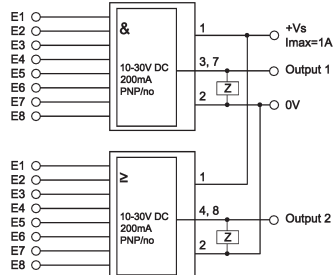 E1
E2
E3
E4
E5
E6
E7
E8
&
10-30V DC
200mA
PNP/no
1
3, 7
2
Z
+Vs
Imax=1A
Output 1
0V
E1
E2
E3
E4
E5
E6
E7
E8
≥
10-30V DC
200mA
PNP/no
1
4, 8
2
Z
Output 2